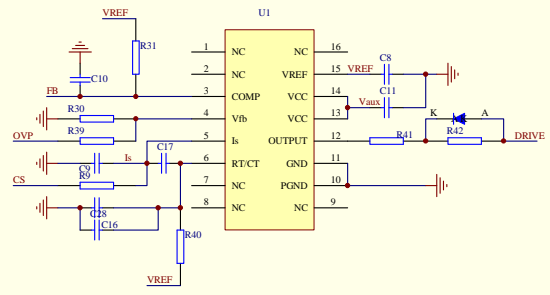 VREF
U1
R31
1 NC NC 16
C8
2 NC VREF 15 VREF
C10
C11
FB
3 COMP VCC 14
Vaux
R30
4 Vfb VCC 13
K A
OVP R39
5 Is OUTPUT 12 R41 R42 DRIVE
C17
Is
6 RT/CT GND 11
C9
CS R9
7 NC PGND 10
8 NC NC 9
C28
C16
R40
VREF